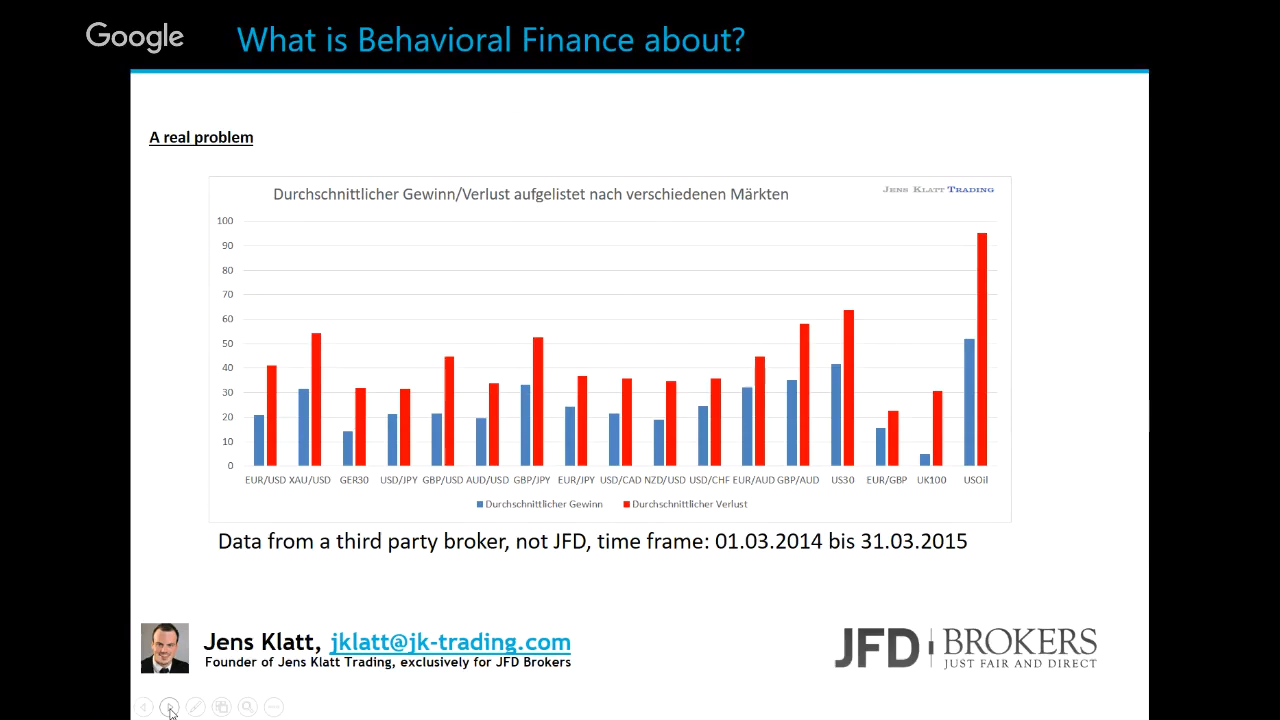 Google
What is Behavioral Finance about?
A real problem
Durchschnittlicher Gewinn/Verlust aufgelistet nach verschiedenen Märkten
JENS KLATT TRADING
100
90
80
70
60
50
40
30
20
10
0
EUR/USD XAU/USD GER30 USD/JPY GBP/USD AUD/USD GBP/JPY EUR/JPY USD/CAD NZD/USD USD/CHF EUR/AUD GBP/AUD US30 EUR/GBP UK100 USOil
Durchschnittlicher Gewinn Durchschnittlicher Verlust
Data from a third party broker, not JFD, time frame: 01.03.2014 bis 31.03.2015
Jens Klatt, jklatt@jk-trading.com
Founder of Jens Klatt Trading, exclusively for JFD Brokers
JFD BROKERS
JUST FAIR AND DIRECT